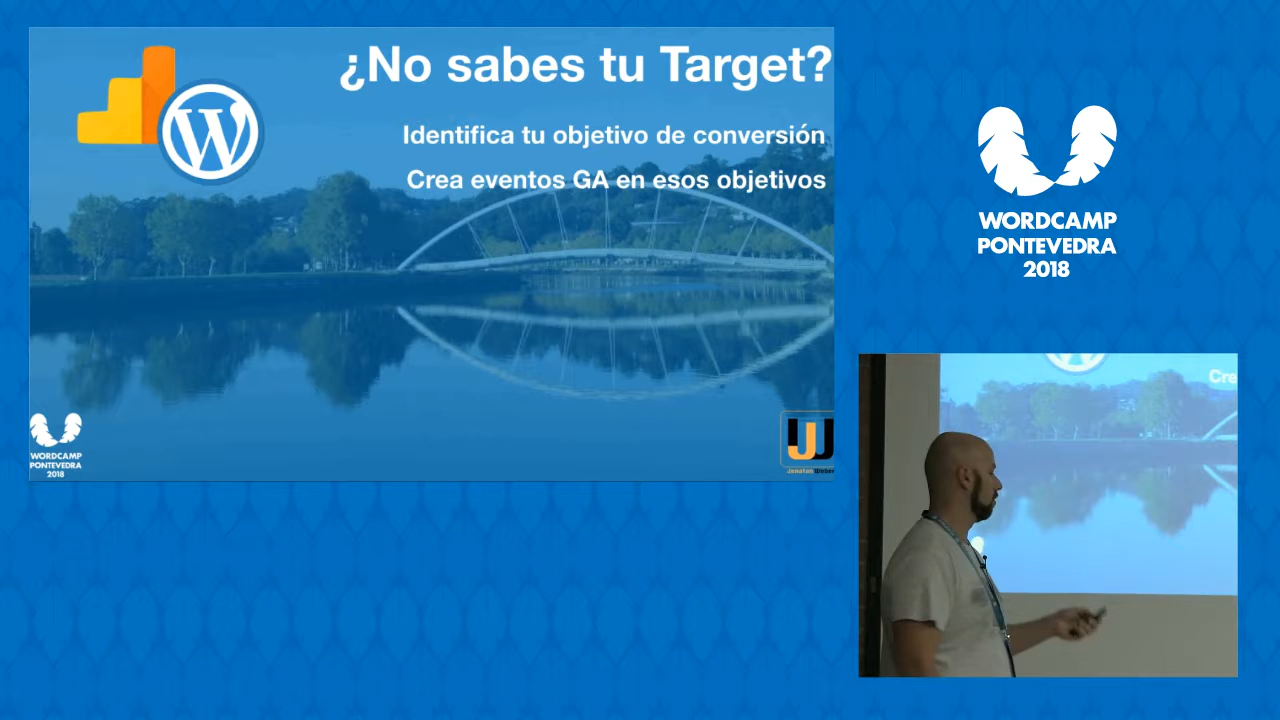 ¿No sabes tu Target?
Identifica tu objetivo de conversión
Crea eventos GA en esos objetivos
WORDCAMP
PONTEVEDRA
2018
WORDCAMP
PONTEVEDRA
2018
Cre